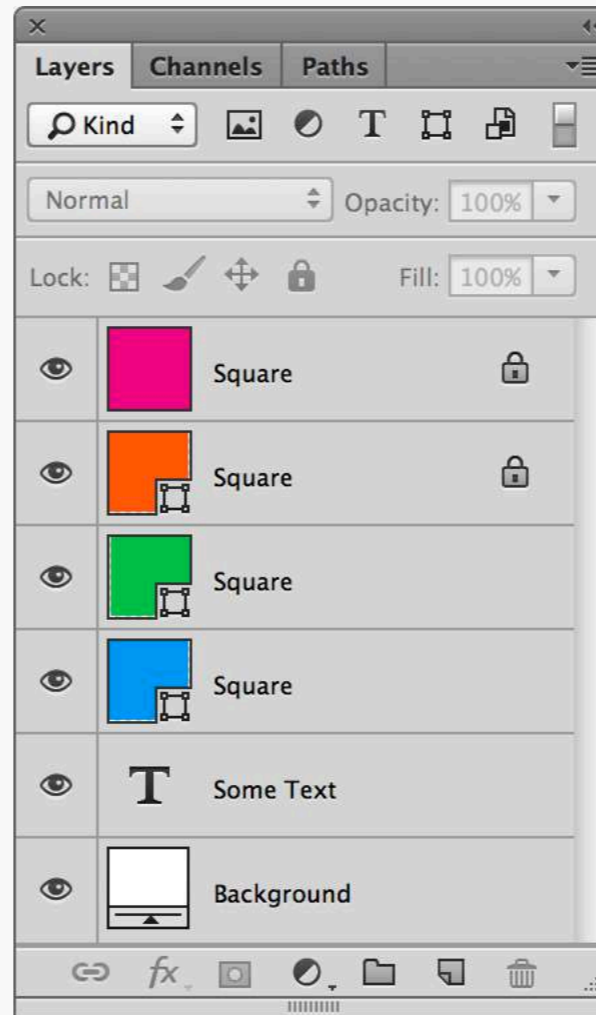 Layers Channels Paths
Kind T
Normal Opacity: 100%
Lock: Fill: 100%
Square
Square
Square
Square
T Some Text
Background
fx